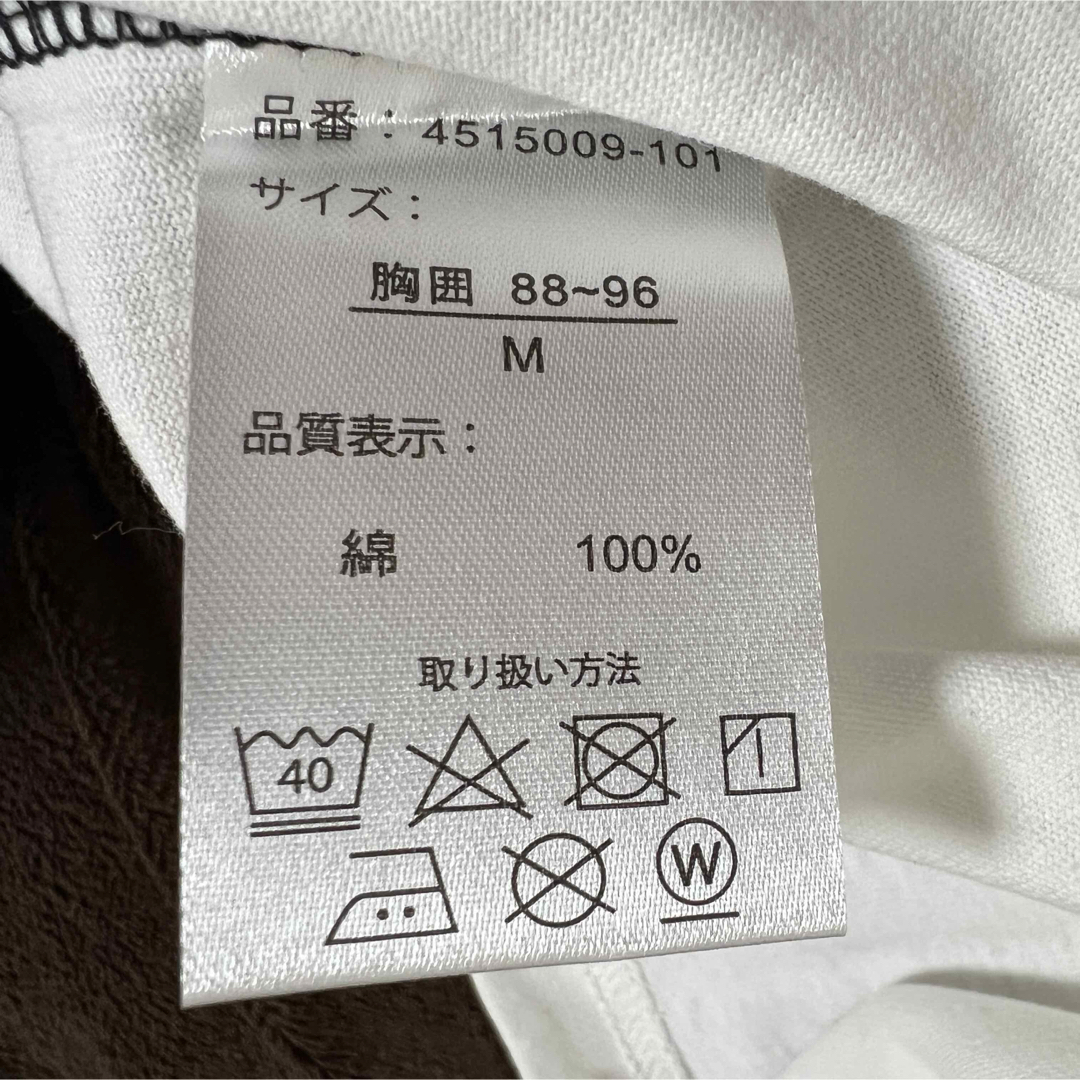 品番：4515009-101
サイズ：
胸囲 88~96
M
品質表示：
綿 100%
取り扱い方法
40
W